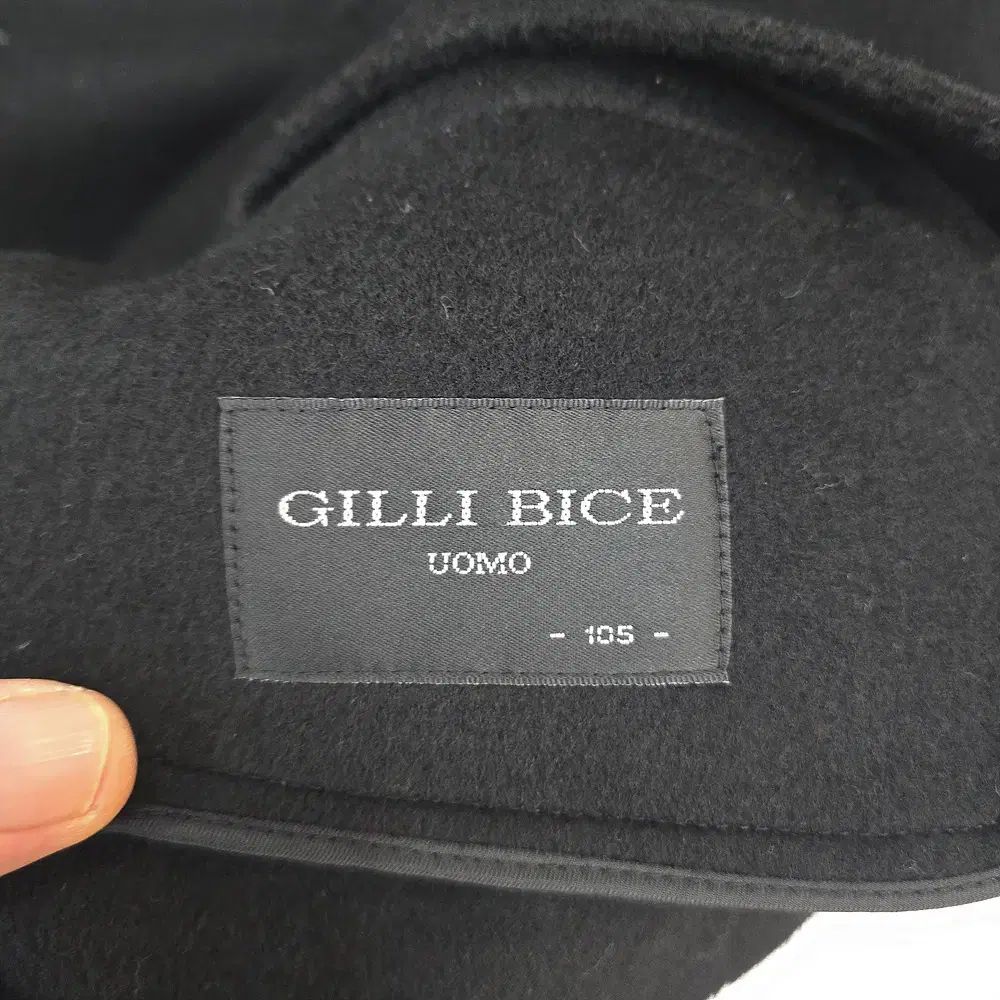 GILLI BICE
UOMO
- 105 -